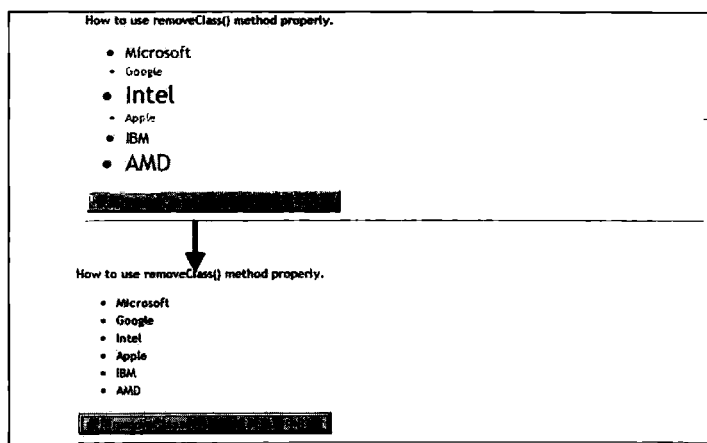 How to use removeClass() method properly.
• Microsoft
• Google
• Intel
• Apple
• IBM
• AMD
How to use removeClass() method properly.
• Microsoft
• Google
• Intel
• Apple
• IBM
• AMD